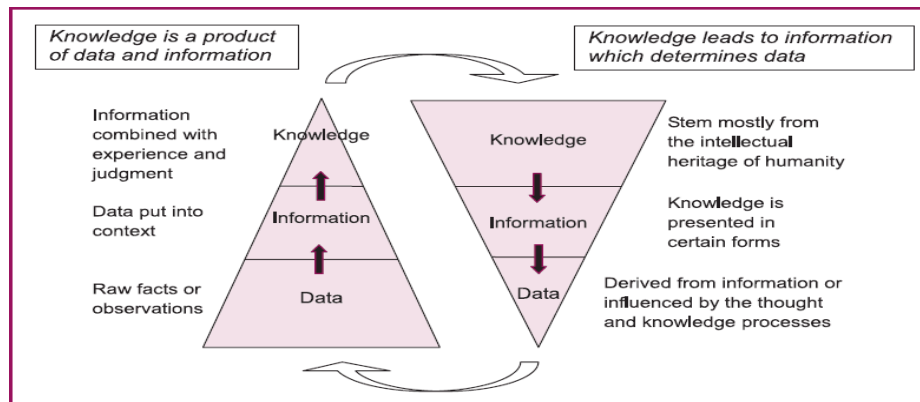 Knowledge is a product
of data and information
Knowledge leads to information
which determines data
Information
combined with
experience and
judgment
Data put into
context
Raw facts or
observations
Knowledge
Information
Data
Knowledge
Information
Data
Stem mostly from
the intellectual
heritage of humanity
Knowledge is
presented in
certain forms
Derived from information or
influenced by the thought
and knowledge processes